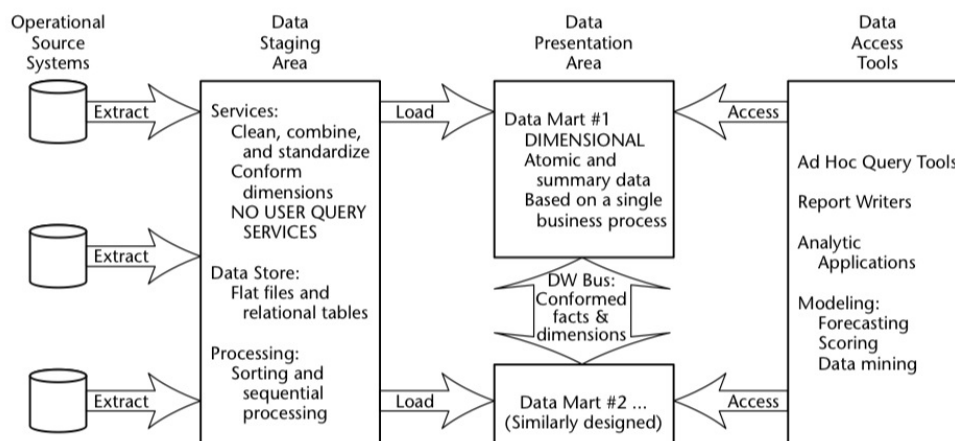 Operational
Source
Systems
Data
Staging
Area
Data
Presentation
Area
Data
Access
Tools
Extract
Extract
Extract
Services:
Clean, combine,
and standardize
Conform
dimensions
NO USER QUERY
SERVICES
Data Store:
Flat files and
relational tables
Processing:
Sorting and
sequential
processing
Load
Load
Data Mart #1
DIMENSIONAL
Atomic and
summary data
Based on a single
business process
DW Bus:
Conformed
facts &
dimensions
Data Mart #2 ...
(Similarly designed)
Access
Access
Ad Hoc Query Tools
Report Writers
Analytic
Applications
Modeling:
Forecasting
Scoring
Data mining